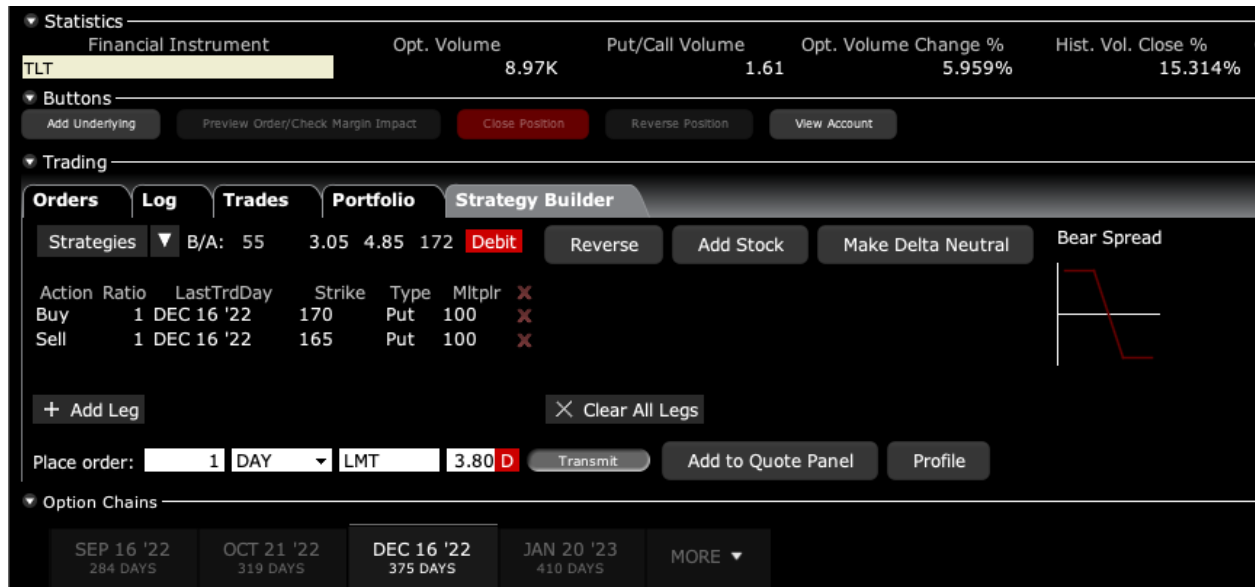 Statistics
Financial Instrument Opt. Volume Put/Call Volume Opt. Volume Change % Hist. Vol. Close %
TLT 8.97K 1.61 5.959% 15.314%
Buttons
Add Underlying Preview Order/Check Margin Impact Close Position Reverse Position View Account
Trading
Orders Log Trades Portfolio Strategy Builder
Strategies ▼ B/A: 55 3.05 4.85 172 Debit Reverse Add Stock Make Delta Neutral Bear Spread
Action Ratio LastTrdDay Strike Type Mltplr X
Buy 1 DEC 16 '22 170 Put 100 X
Sell 1 DEC 16 '22 165 Put 100 X
+ Add Leg X Clear All Legs
Place order: 1 DAY LMT 3.80 D Transmit Add to Quote Panel Profile
Option Chains
SEP 16 '22 OCT 21 '22 DEC 16 '22 JAN 20 '23 MORE ▼
284 DAYS 319 DAYS 375 DAYS 410 DAYS